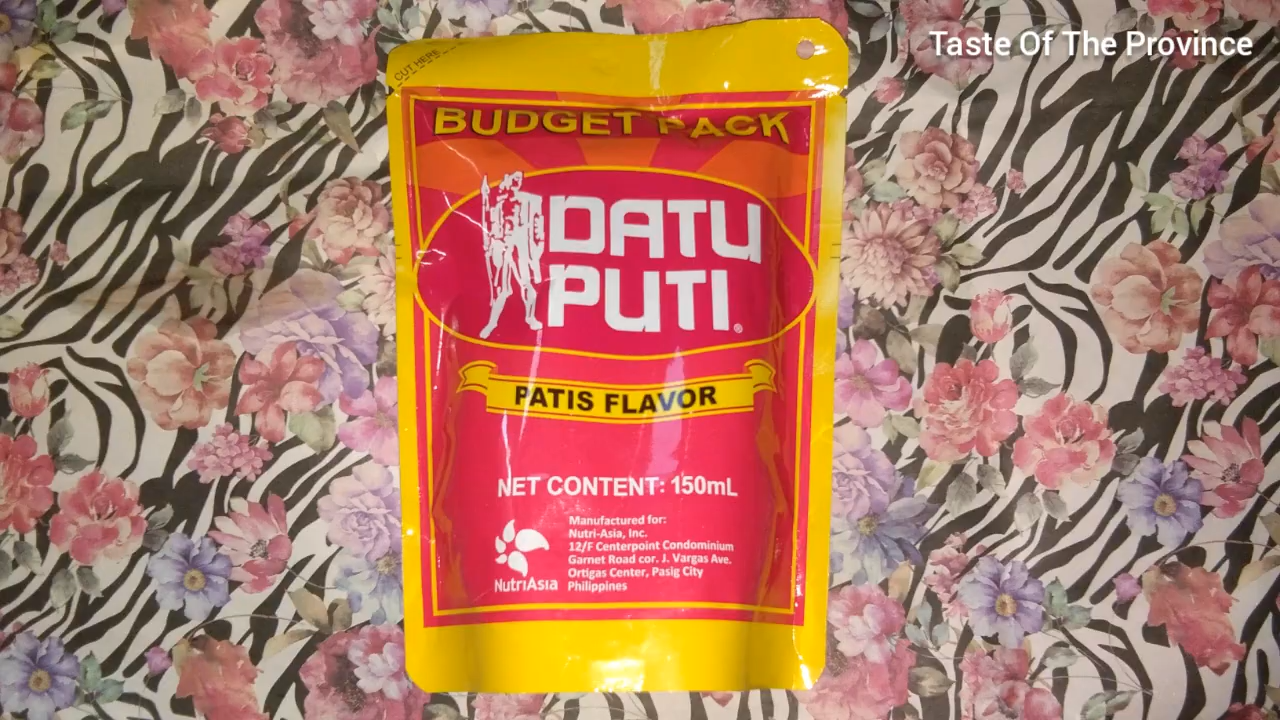 Taste Of The Province
CUT HERE
BUDGET PACK
DATU
PUTI®
PATIS FLAVOR
NET CONTENT: 150mL
Manufactured for:
Nutri-Asia, Inc.
12/F Centerpoint Condominium
Garnet Road cor. J. Vargas Ave.
Ortigas Center, Pasig City
Philippines
NutriAsia